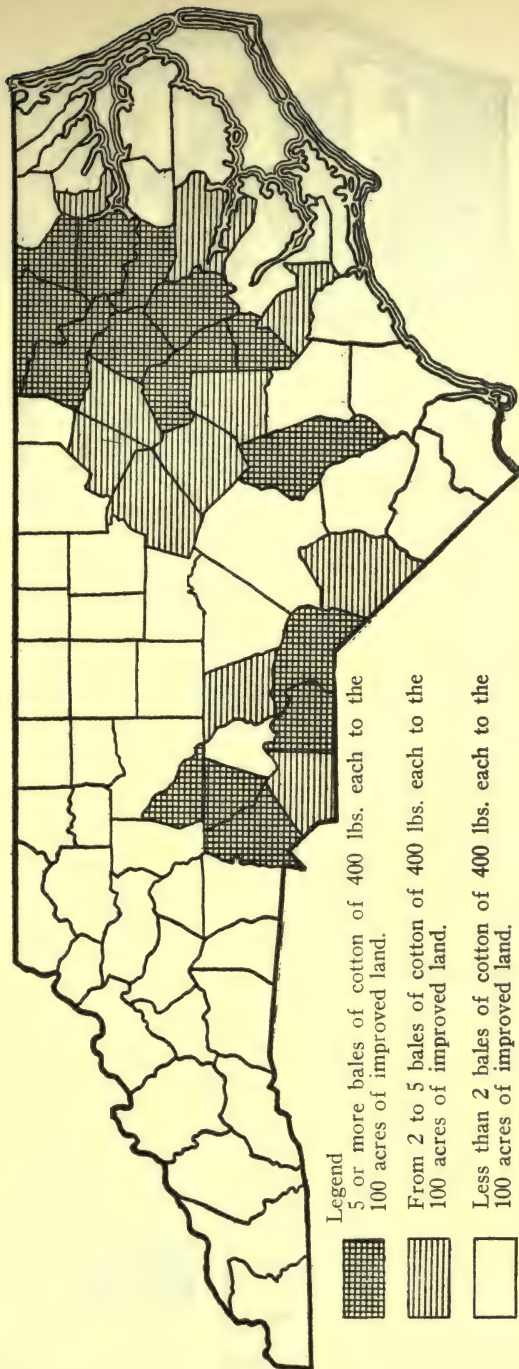 Legend
5 or more bales of cotton of 400 lbs. each to the
100 acres of improved land.
From 2 to 5 bales of cotton of 400 lbs. each to the
100 acres of improved land.
Less than 2 bales of cotton of 400 lbs. each to the
100 acres of improved land.